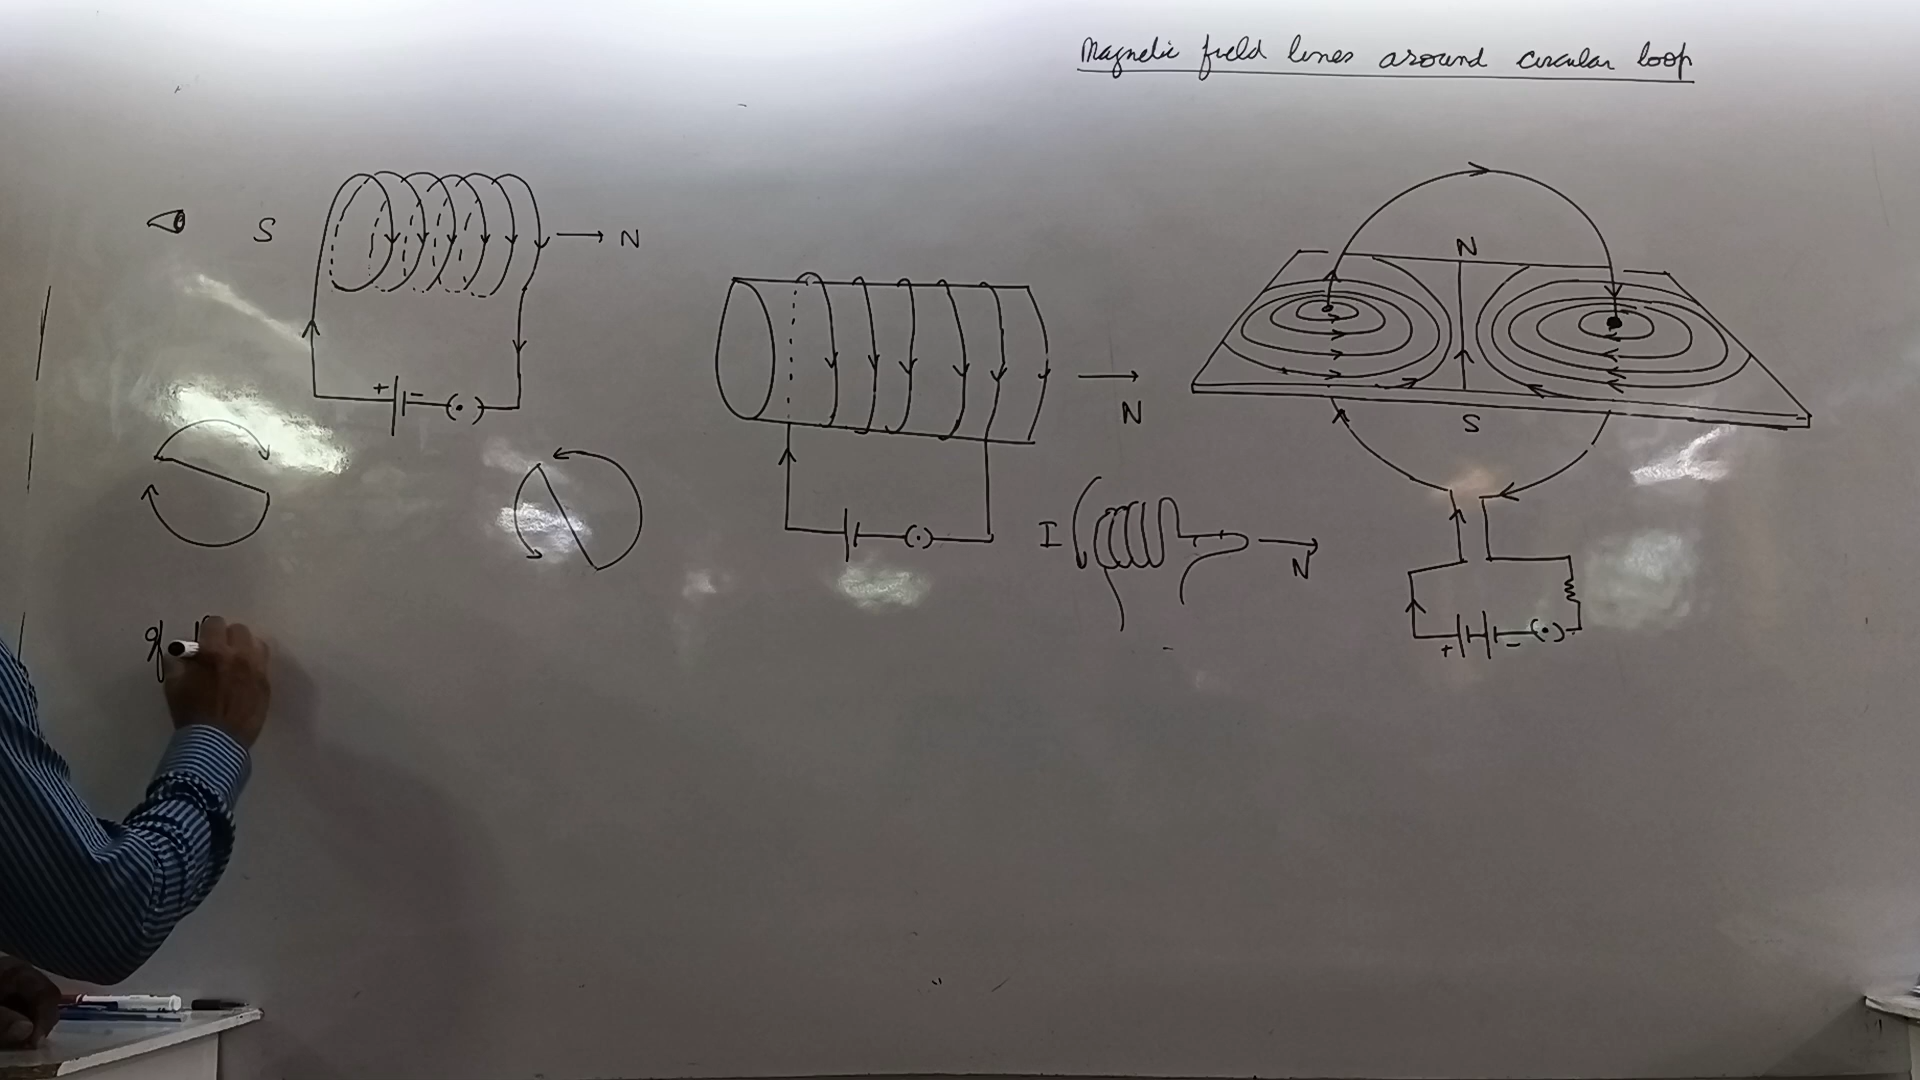 Magnetic field lines around circular loop
S
N
+ -
N
I
N
N
S
+ -